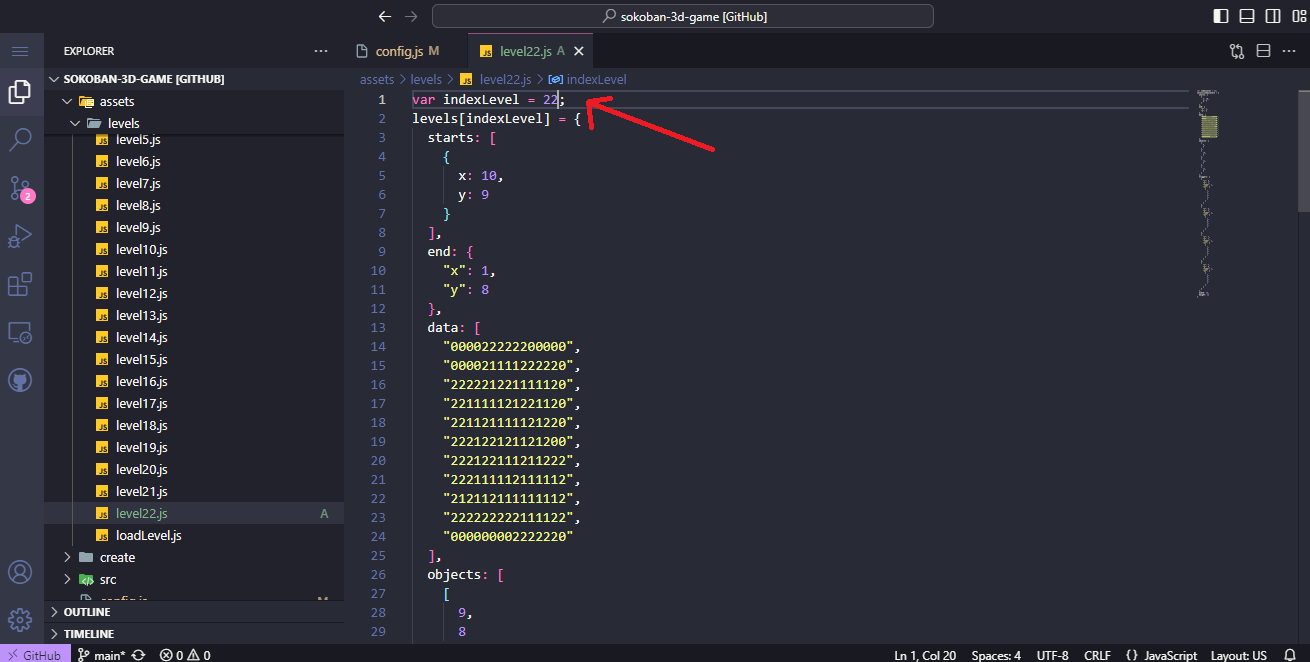 sokoban-3d-game [GitHub]
EXPLORER
SOKOBAN-3D-GAME [GITHUB]
assets
levels
level5.js
level6.js
level7.js
level8.js
level9.js
level10.js
level11.js
level12.js
level13.js
level14.js
level15.js
level16.js
level17.js
level18.js
level19.js
level20.js
level21.js
level22.js A
loadLevel.js
create
src
OUTLINE
TIMELINE
2
config.js M
level22.js A
assets > levels > JS level22.js > indexLevel
1 var indexLevel = 22;
2 levels[indexLevel] = {
3 starts: [
4 {
5 x: 10,
6 y: 9
7 }
8 ],
9 end: {
10 "x": 1,
11 "y": 8
12 },
13 data: [
14 "000022222200000",
15 "000021111222220",
16 "222221221111120",
17 "221111121221120",
18 "221121111121220",
19 "222122121121200",
20 "222122111211222",
21 "222111112111112",
22 "212112111111112",
23 "222222222111122",
24 "000000002222220"
25 ],
26 objects: [
27 [
28 9,
29 8
GitHub main* 0 0 Ln 1, Col 20 Spaces: 4 UTF-8 CRLF {} JavaScript Layout: US